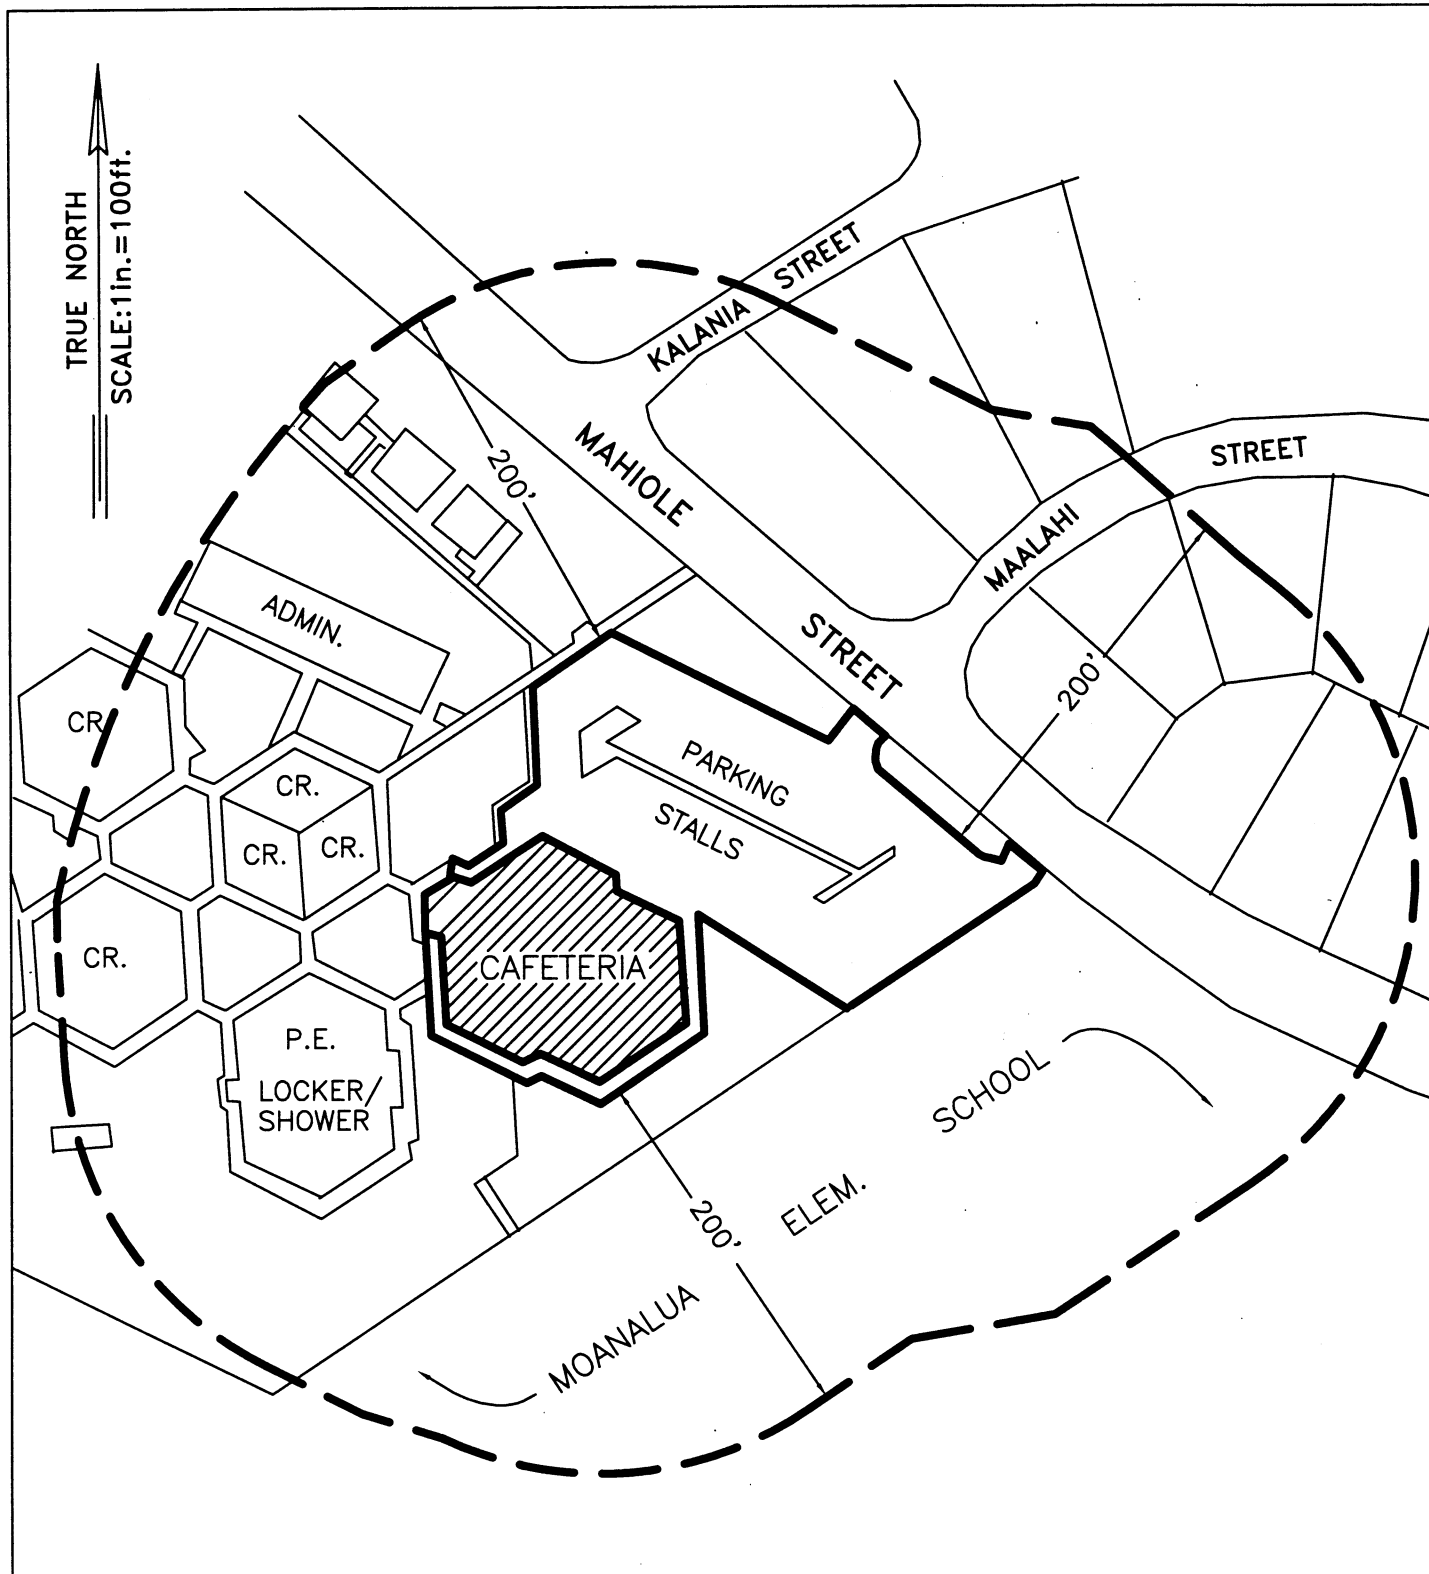 TRUE NORTH
SCALE:1in.=100ft.
KALANIA STREET
MAHIOLE STREET
MAALAHI STREET
200'
200'
ADMIN.
PARKING
STALLS
CR.
CR.
CR.
CR.
CR.
CAFETERIA
P.E.
LOCKER/
SHOWER
200'
MOANALUA ELEM. SCHOOL